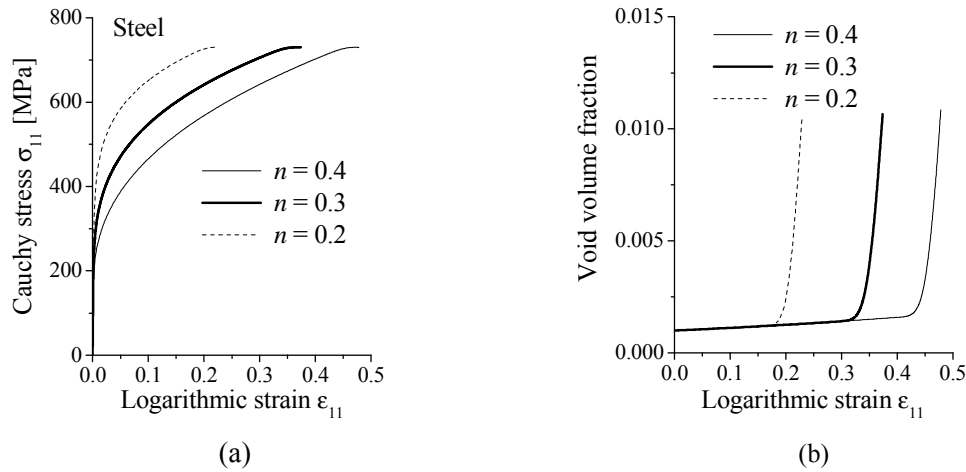 Steel
Cauchy stress σ₁₁ [MPa]
800
600
400
200
0
n = 0.4
n = 0.3
n = 0.2
0.0 0.1 0.2 0.3 0.4 0.5
Logarithmic strain ε₁₁
(a)
Void volume fraction
0.015
0.010
0.005
0.000
n = 0.4
n = 0.3
n = 0.2
0.0 0.1 0.2 0.3 0.4 0.5
Logarithmic strain ε₁₁
(b)